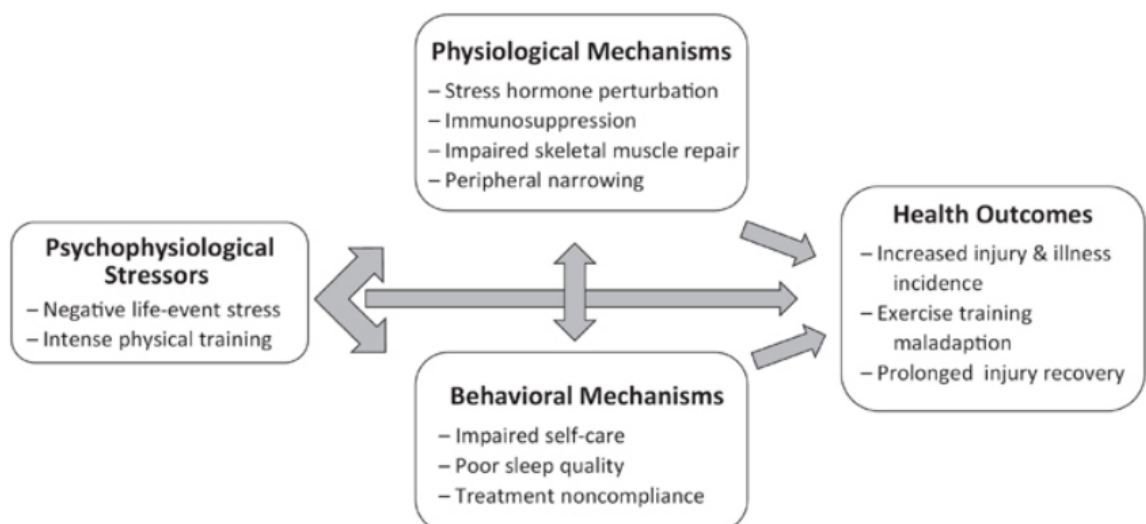 Physiological Mechanisms
– Stress hormone perturbation
– Immunosuppression
– Impaired skeletal muscle repair
– Peripheral narrowing
Psychophysiological
Stressors
– Negative life-event stress
– Intense physical training
Behavioral Mechanisms
– Impaired self-care
– Poor sleep quality
– Treatment noncompliance
Health Outcomes
– Increased injury & illness
incidence
– Exercise training
maladaption
– Prolonged injury recovery